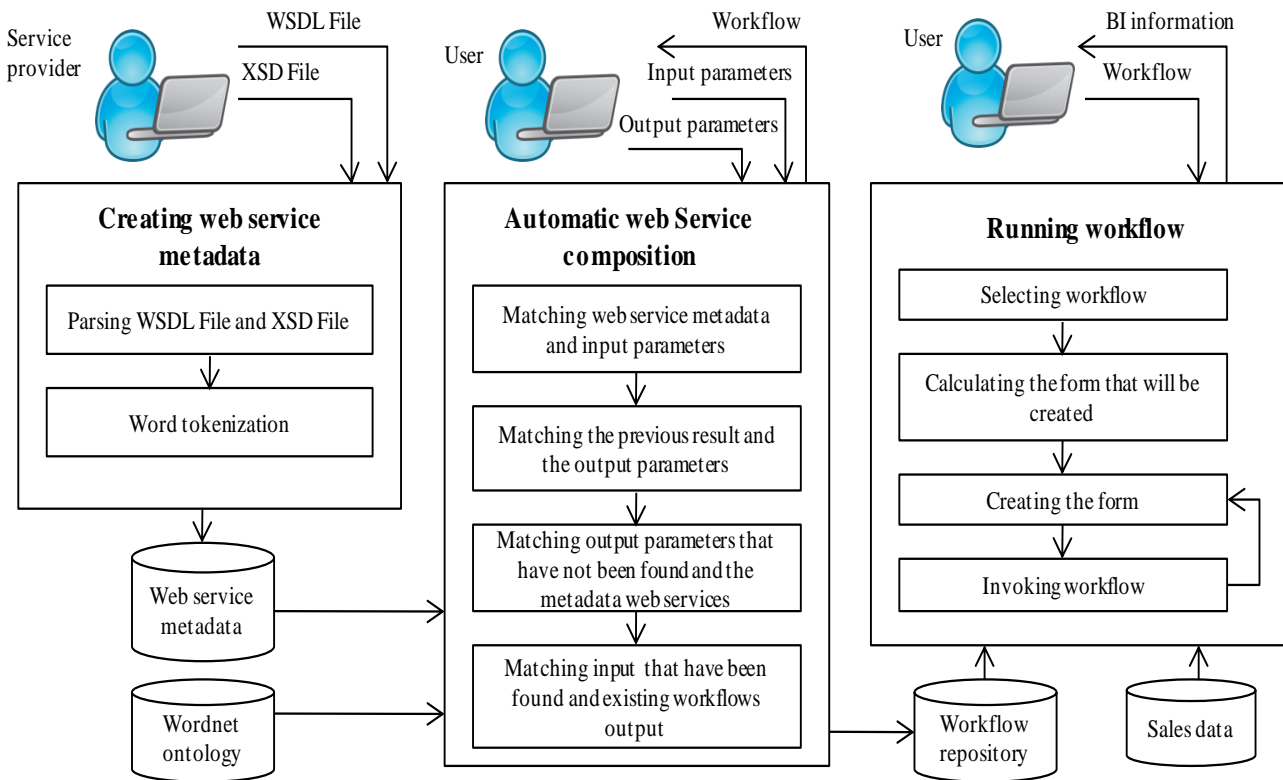 Service
provider
WSDL File
XSD File
Creating web service
metadata
Parsing WSDL File and XSD File
Word tokenization
Web service
metadata
Wordnet
ontology
User
Workflow
Input parameters
Output parameters
Automatic web Service
composition
Matching web service metadata
and input parameters
Matching the previous result and
the output parameters
Matching output parameters that
have not been found and the
metadata web services
Matching input that have been
found and existing workflows
output
User
BI information
Workflow
Running workflow
Selecting workflow
Calculating the form that will be
created
Creating the form
Invoking workflow
Workflow
repository
Sales data